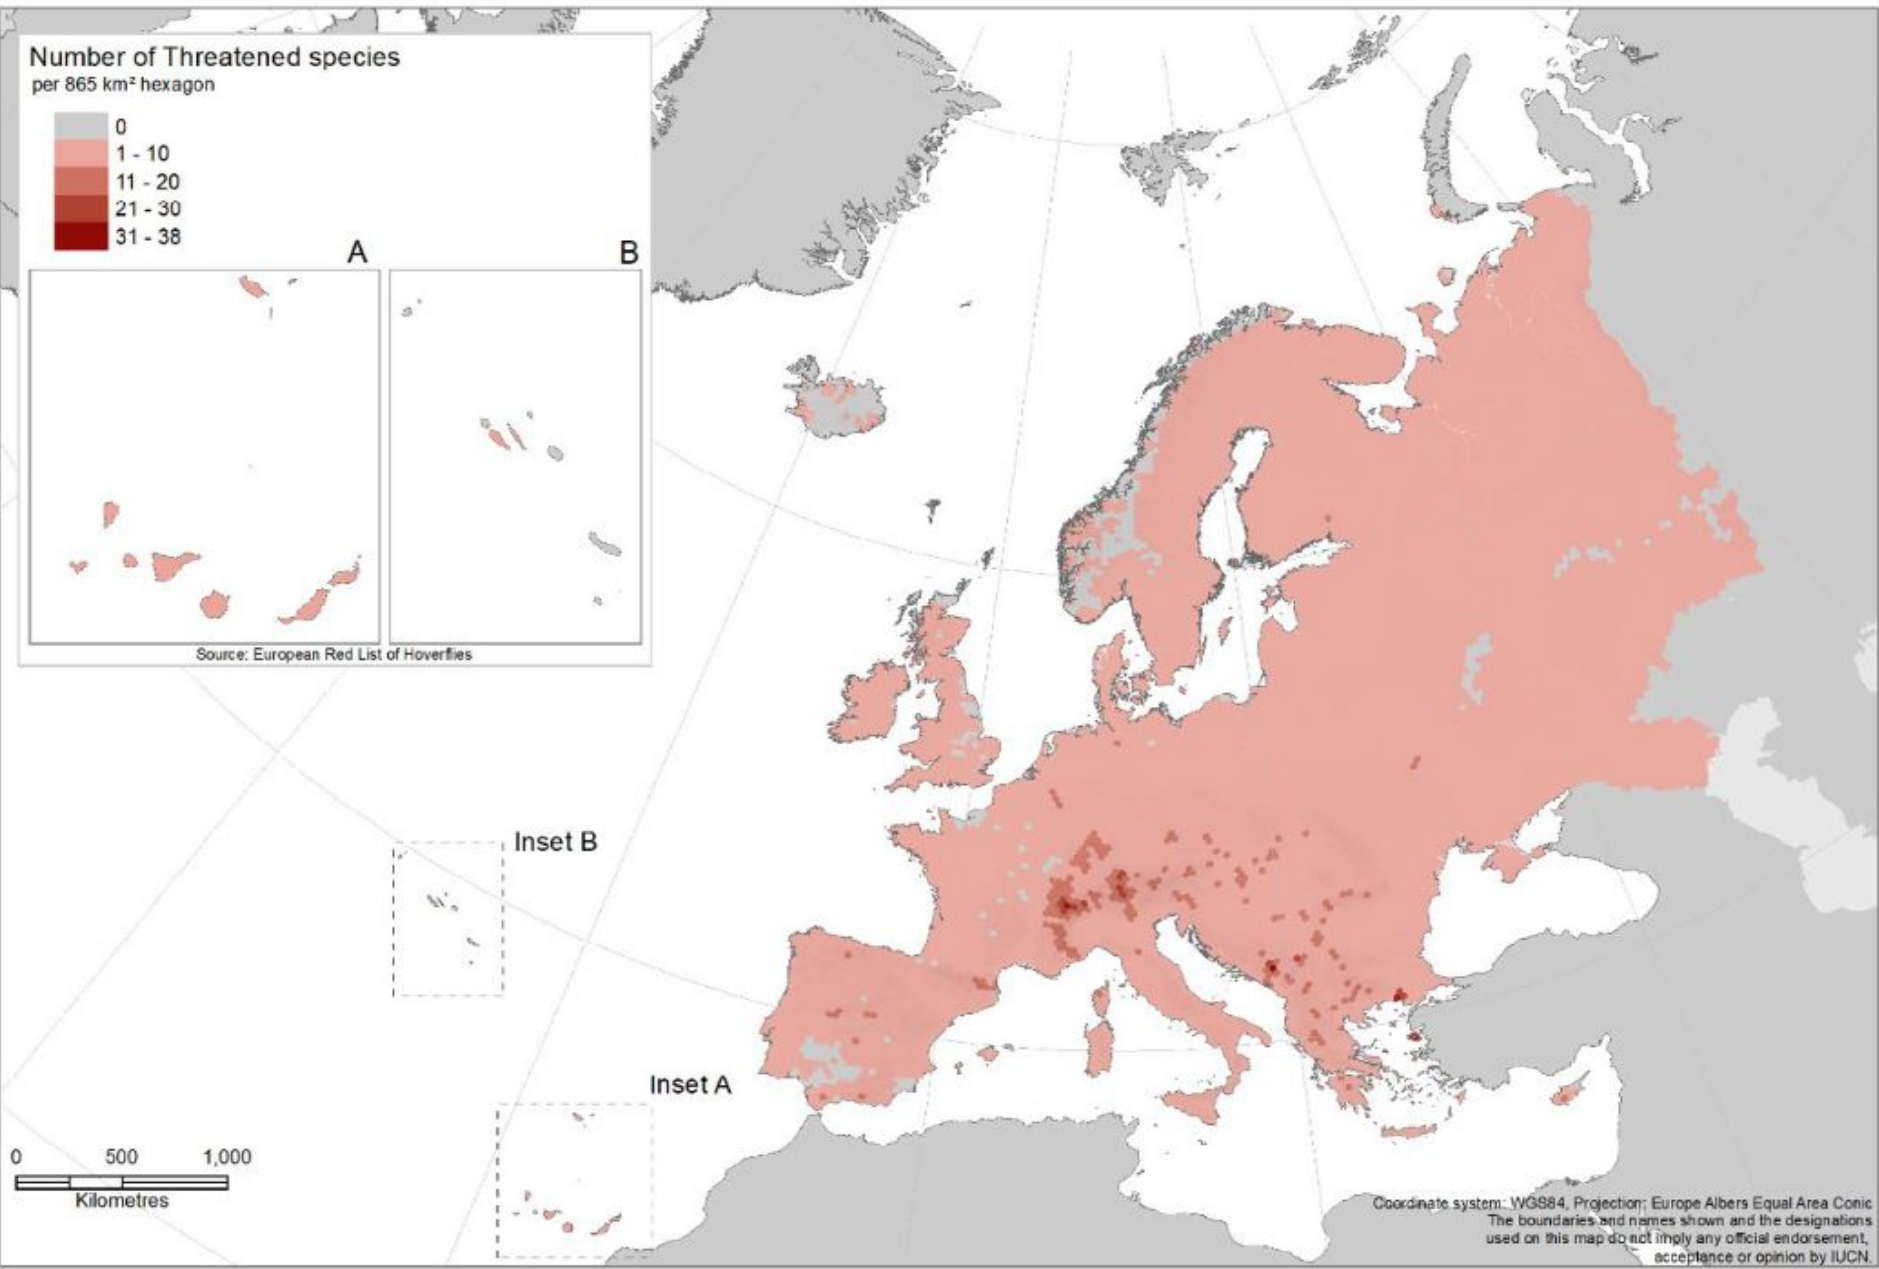 Number of Threatened species
per 865 km² hexagon
0
1 - 10
11 - 20
21 - 30
31 - 38
A
B
Source: European Red List of Hoverflies
Inset B
Inset A
0 500 1,000
Kilometres
Coordinate system: WGS84, Projection: Europe Albers Equal Area Conic
The boundaries and names shown and the designations
used on this map do not imply any official endorsement,
acceptance or opinion by IUCN.